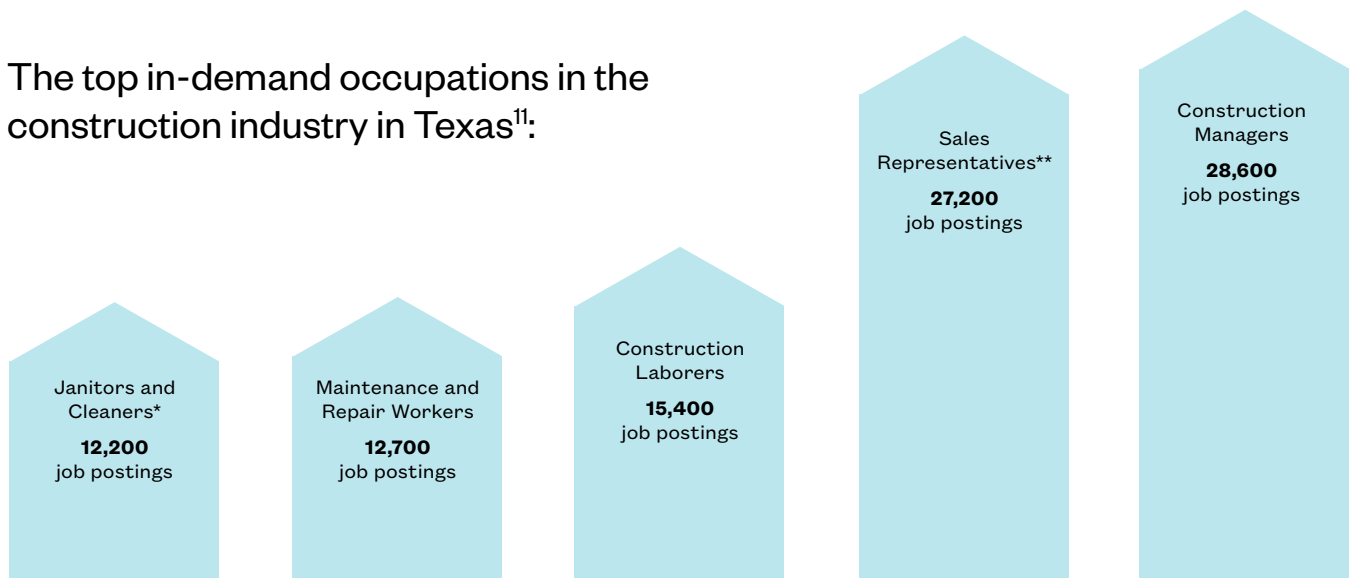 The top in-demand occupations in the
construction industry in Texas¹¹:
Janitors and
Cleaners*
12,200
job postings
Maintenance and
Repair Workers
12,700
job postings
Construction
Laborers
15,400
job postings
Sales
Representatives**
27,200
job postings
Construction
Managers
28,600
job postings